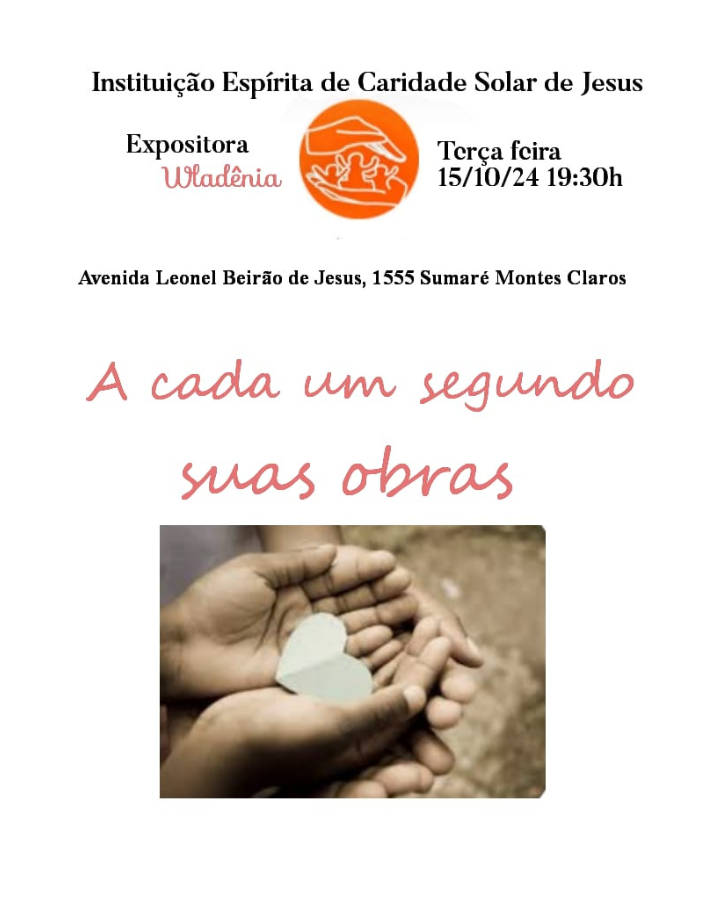 Instituição Espírita de Caridade Solar de Jesus
Expositora
Wladênia
Terça feira
15/10/24 19:30h
Avenida Leonel Beirão de Jesus, 1555 Sumaré Montes Claros
A cada um segundo
suas obras